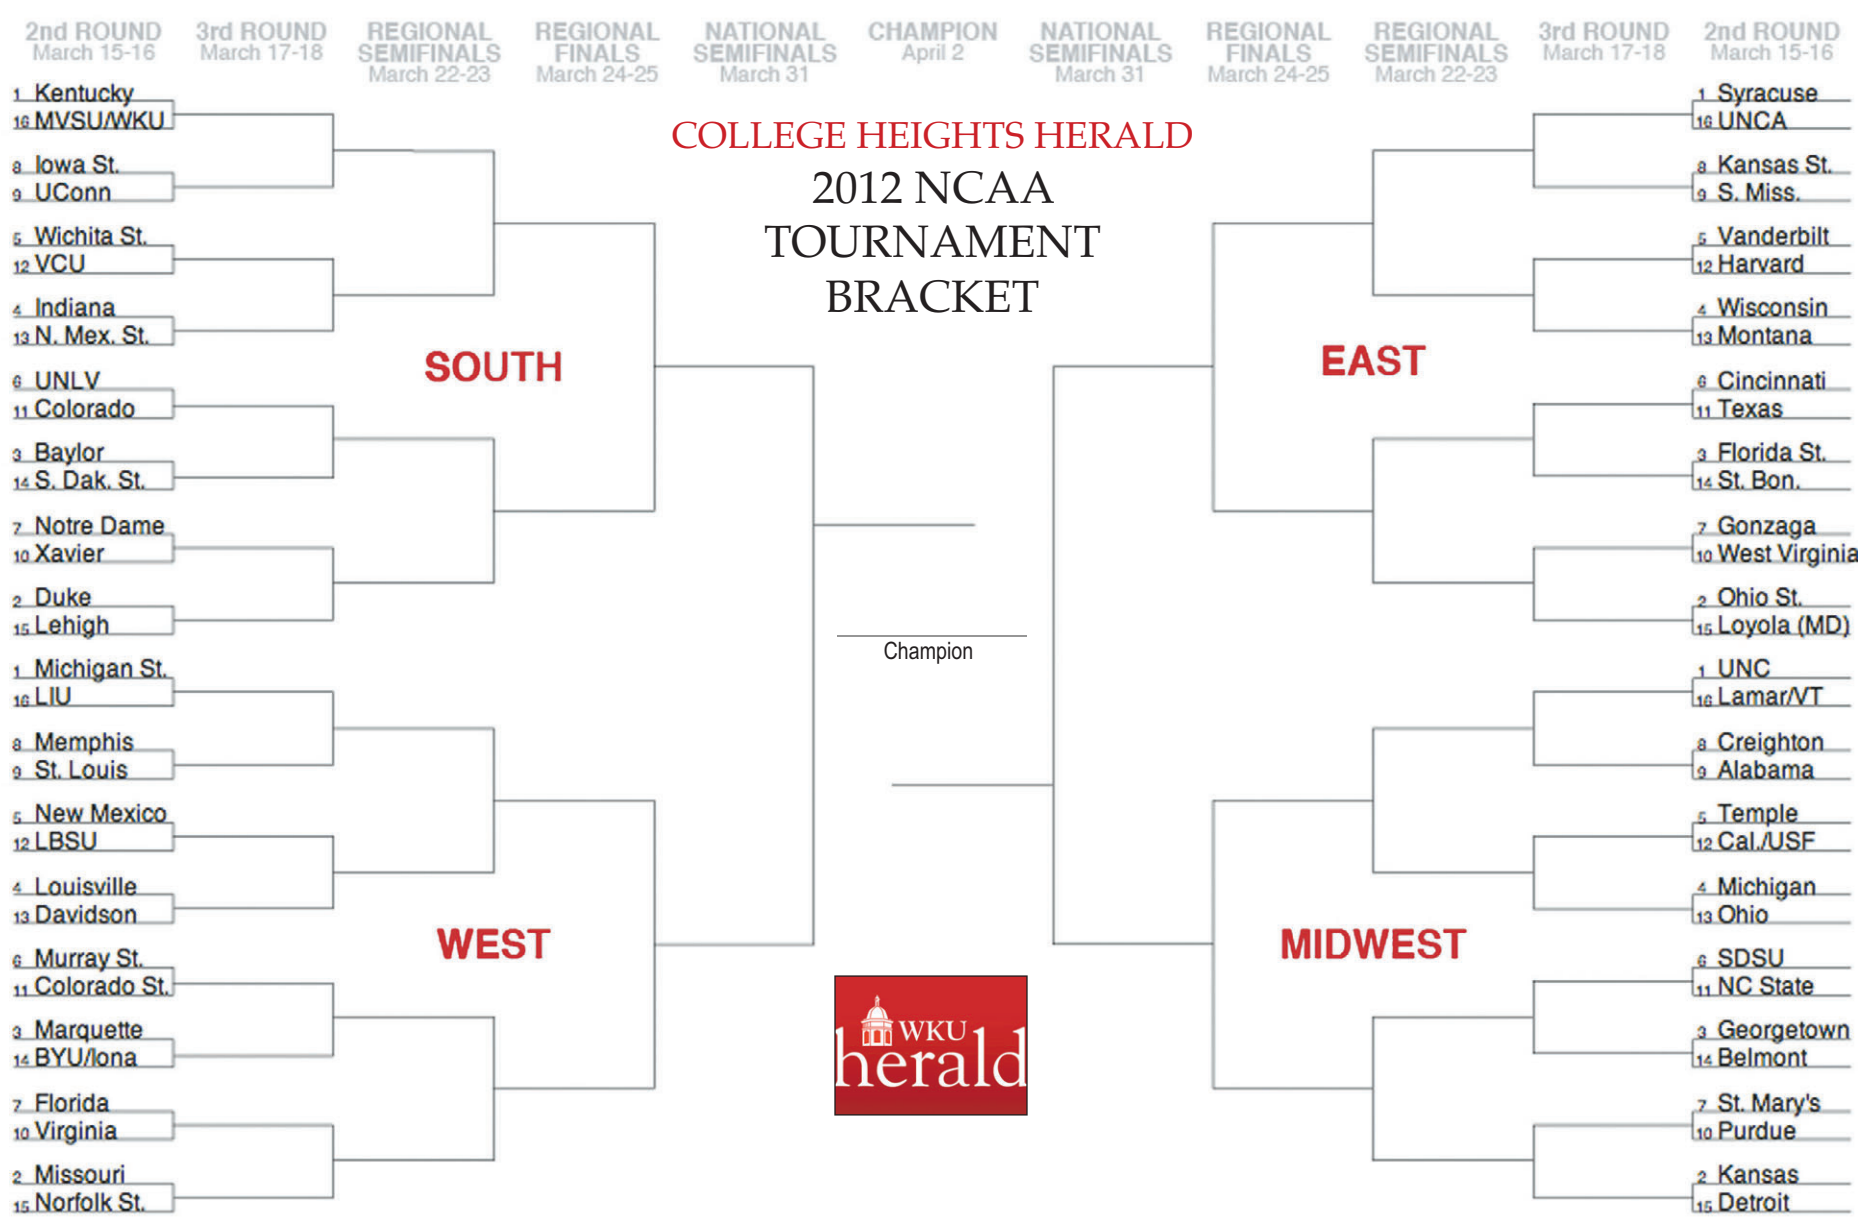 2nd ROUND
March 15-16
3rd ROUND
March 17-18
REGIONAL
SEMIFINALS
March 22-23
REGIONAL
FINALS
March 24-25
NATIONAL
SEMIFINALS
March 31
CHAMPION
April 2
NATIONAL
SEMIFINALS
March 31
REGIONAL
FINALS
March 24-25
REGIONAL
SEMIFINALS
March 22-23
3rd ROUND
March 17-18
2nd ROUND
March 15-16
COLLEGE HEIGHTS HERALD
2012 NCAA
TOURNAMENT
BRACKET
1 Kentucky
16 MVSU/WKU
8 Iowa St.
9 UConn
5 Wichita St.
12 VCU
4 Indiana
13 N. Mex. St.
SOUTH
6 UNLV
11 Colorado
3 Baylor
14 S. Dak. St.
7 Notre Dame
10 Xavier
2 Duke
15 Lehigh
1 Michigan St.
16 LIU
8 Memphis
9 St. Louis
5 New Mexico
12 LBSU
4 Louisville
13 Davidson
WEST
6 Murray St.
11 Colorado St.
3 Marquette
14 BYU/Iona
7 Florida
10 Virginia
2 Missouri
15 Norfolk St.
Champion
WKU
herald
1 Syracuse
16 UNCA
8 Kansas St.
9 S. Miss.
5 Vanderbilt
12 Harvard
4 Wisconsin
13 Montana
EAST
6 Cincinnati
11 Texas
3 Florida St.
14 St. Bon.
7 Gonzaga
10 West Virginia
2 Ohio St.
15 Loyola (MD)
1 UNC
16 Lamar/VT
8 Creighton
9 Alabama
5 Temple
12 Cal./USF
4 Michigan
13 Ohio
MIDWEST
6 SDSU
11 NC State
3 Georgetown
14 Belmont
7 St. Mary's
10 Purdue
2 Kansas
15 Detroit